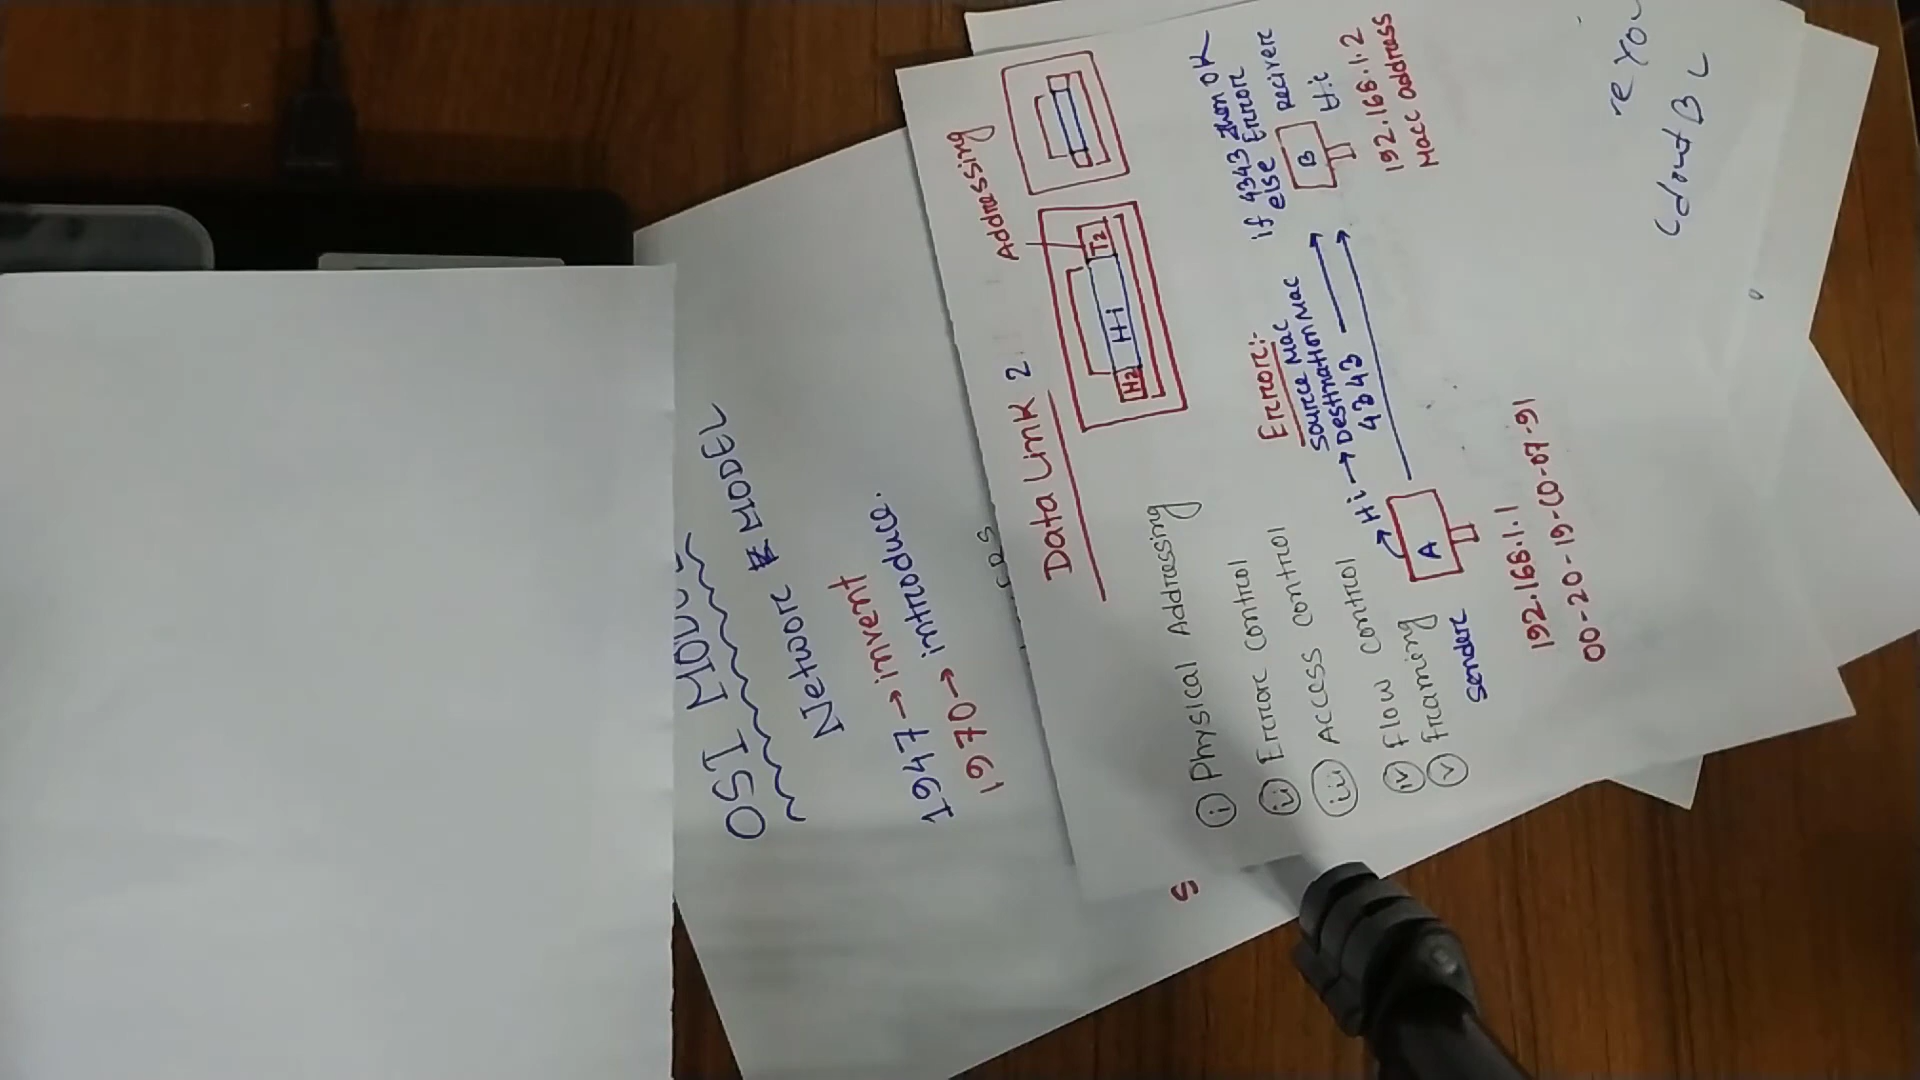 OSI MODEL
Networc MODEL
1947 → invent
1970 → introduce.
S
Data Link 2
Addressing
H2 Hi T2
i Physical Addressing
ii Error control
iii Access control
iv Flow control
v Framing
Error:-
Source Mac
Hi → Destination Mac
4343
if 4343 then OK
else Error
reciver
A
B
Hi
sender
192.168.1.1
00-20-19-C0-07-91
192.168.1.2
Macc address